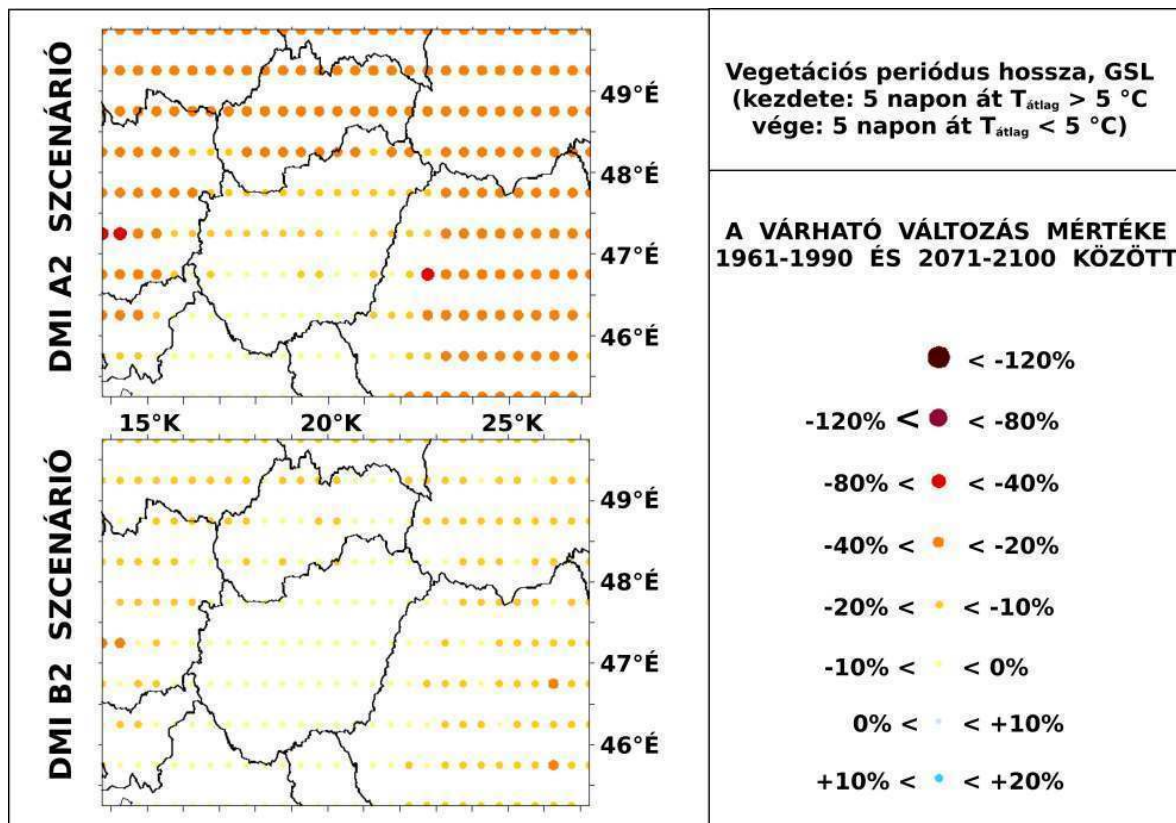 DMI A2 SZCENÁRIÓ
49°É
48°É
47°É
46°É
15°K 20°K 25°K
DMI B2 SZCENÁRIÓ
49°É
48°É
47°É
46°É
Vegetációs periódus hossza, GSL
(kezdete: 5 napon át Tátlag > 5 °C
vége: 5 napon át Tátlag < 5 °C)
A VÁRHATÓ VÁLTOZÁS MÉRTÉKE
1961-1990 ÉS 2071-2100 KÖZÖTT
< -120%
-120% < < -80%
-80% < < -40%
-40% < < -20%
-20% < < -10%
-10% < < 0%
0% < < +10%
+10% < < +20%